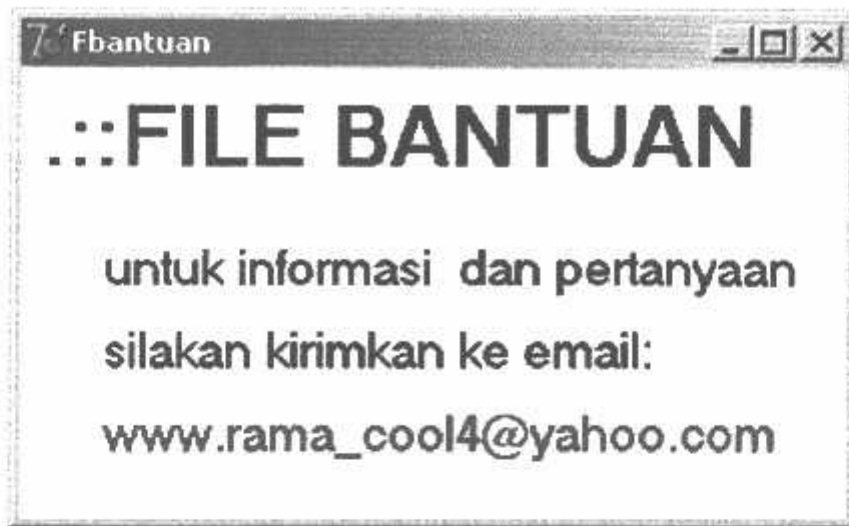 Fbantuan
.::FILE BANTUAN
untuk informasi dan pertanyaan
silakan kirimkan ke email:
www.rama_cool4@yahoo.com